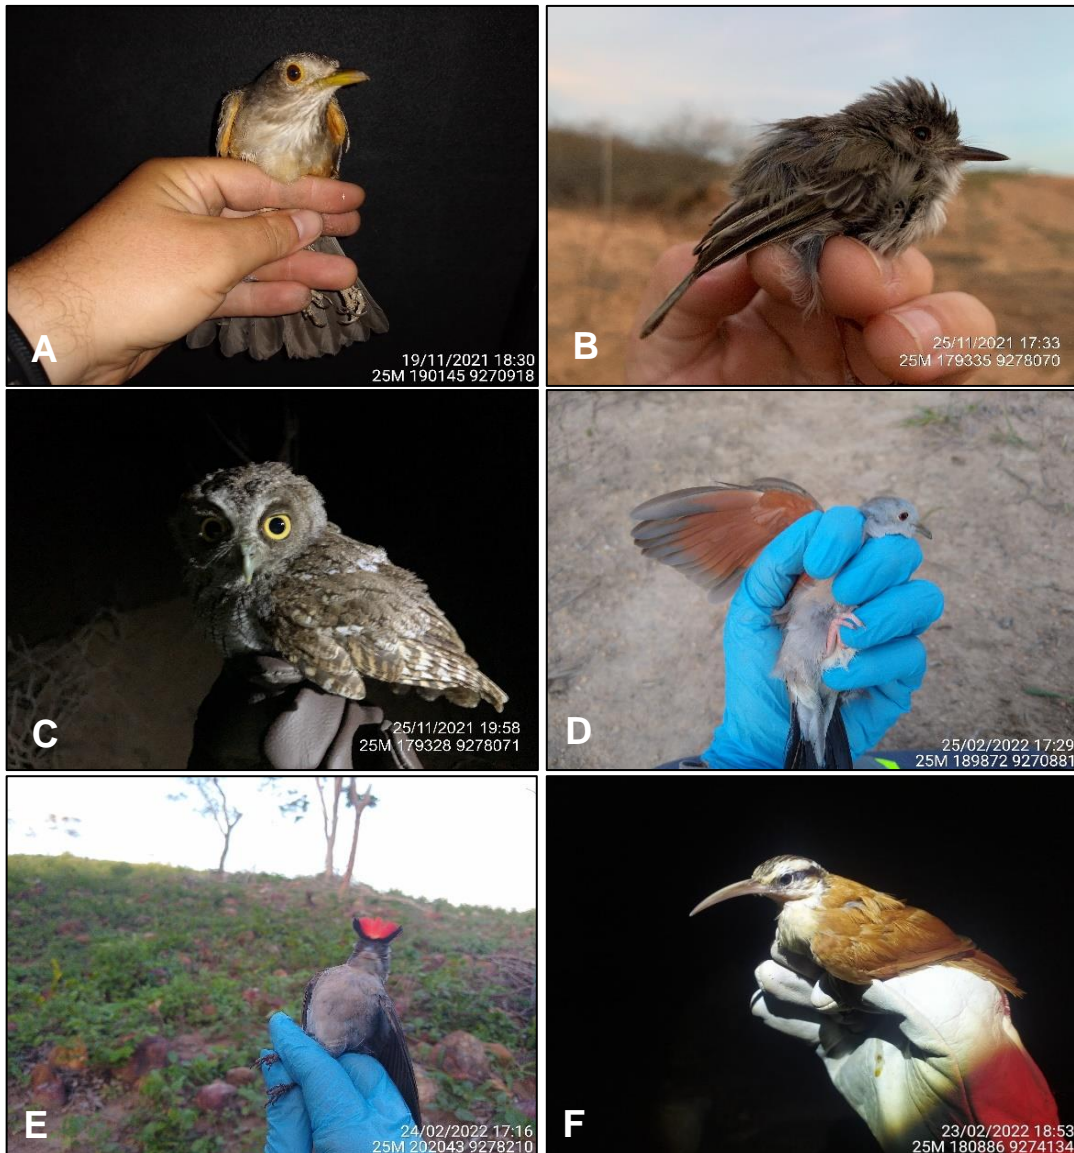 A
19/11/2021 18:30
25M 190145 9270918
B
25/11/2021 17:33
25M 179335 9278070
C
25/11/2021 19:58
25M 179328 9278071
D
25/02/2022 17:29
25M 189872 9270881
E
24/02/2022 17:16
25M 202043 9278210
F
23/02/2022 18:53
25M 180886 9274134